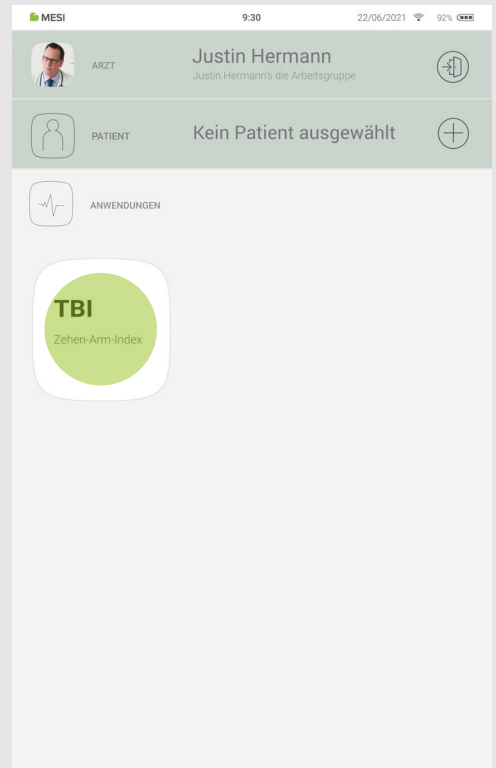 MESI
9:30
22/06/2021
92%
ARZT
Justin Hermann
Justin Hermann's die Arbeitsgruppe
PATIENT
Kein Patient ausgewählt
ANWENDUNGEN
TBI
Zehen-Arm-Index